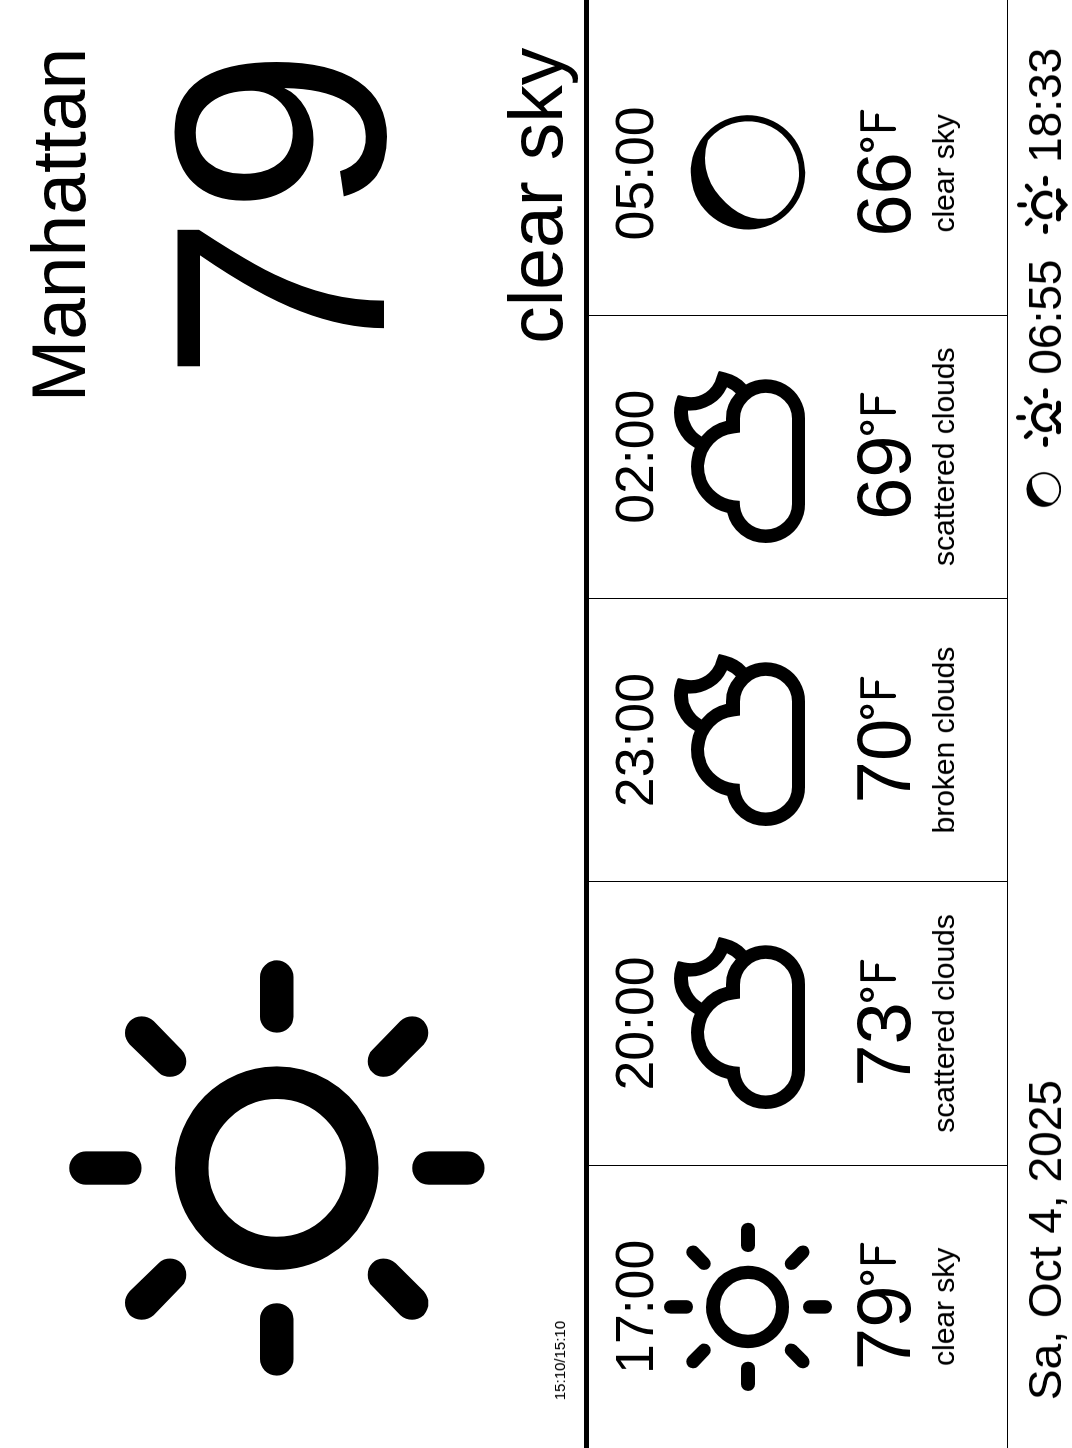 Manhattan
79
clear sky
15:10/15:10
17:00
79°F
clear sky
20:00
73°F
scattered clouds
23:00
70°F
broken clouds
02:00
69°F
scattered clouds
05:00
66°F
clear sky
Sa, Oct 4, 2025
06:55
18:33